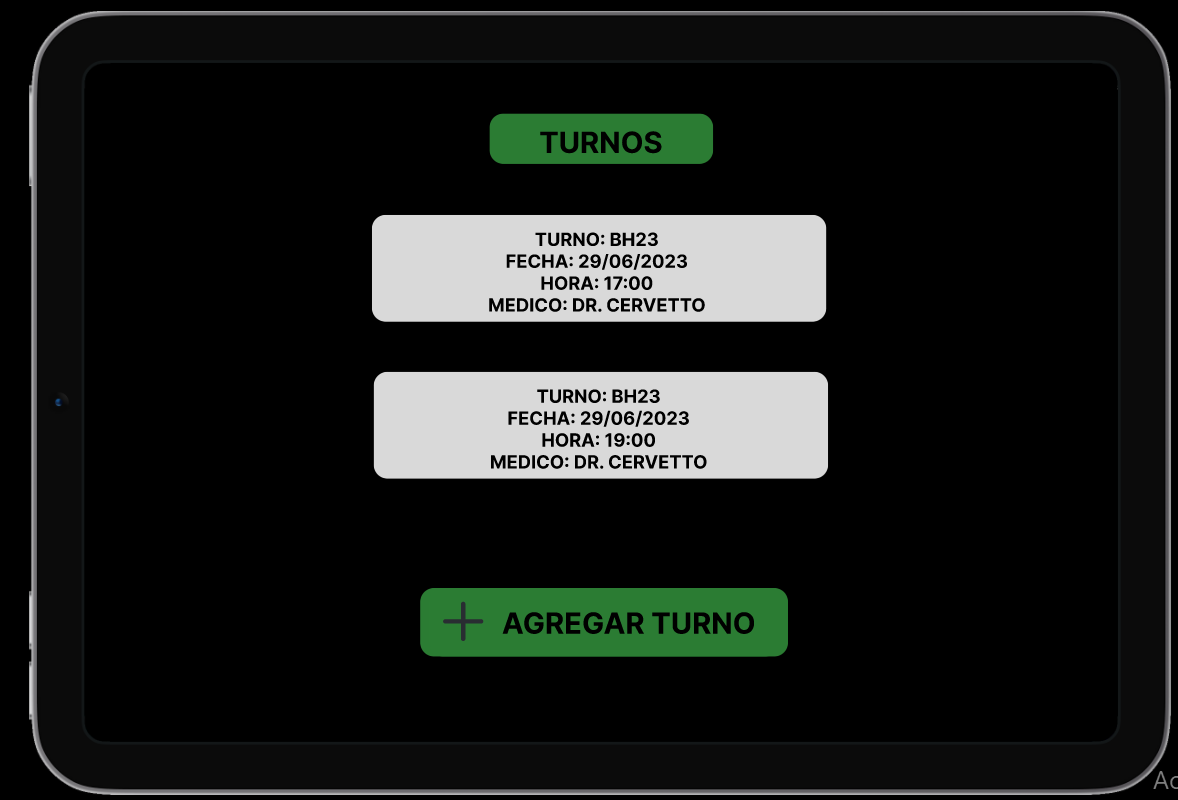 TURNOS
TURNO: BH23
FECHA: 29/06/2023
HORA: 17:00
MEDICO: DR. CERVETTO
TURNO: BH23
FECHA: 29/06/2023
HORA: 19:00
MEDICO: DR. CERVETTO
AGREGAR TURNO